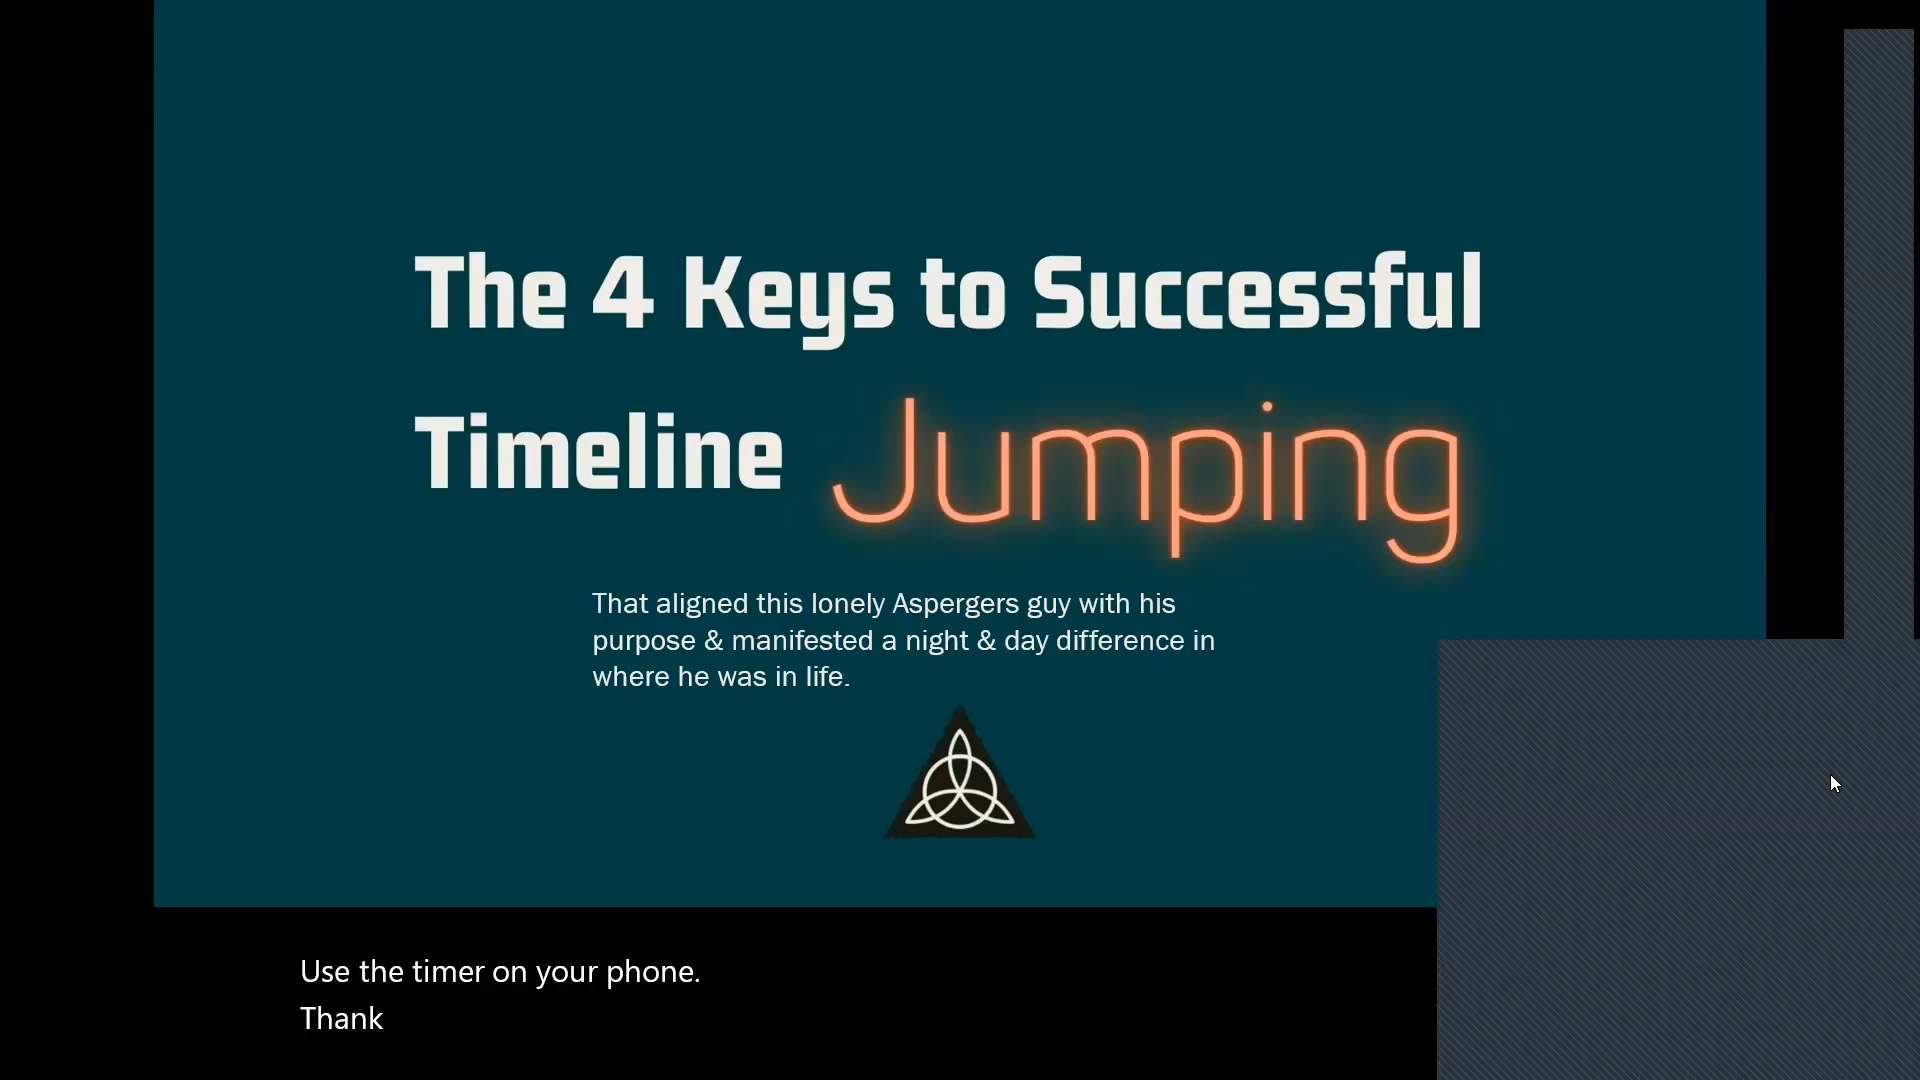 The 4 Keys to Successful
Timeline Jumping
That aligned this lonely Aspergers guy with his
purpose & manifested a night & day difference in
where he was in life.
Use the timer on your phone.
Thank